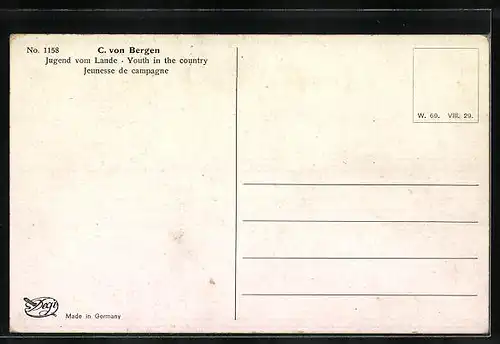 No. 1158
C. von Bergen
Jugend vom Lande · Youth in the country
Jeunesse de campagne
W. 69. VIII. 29.
Degi
Made in Germany